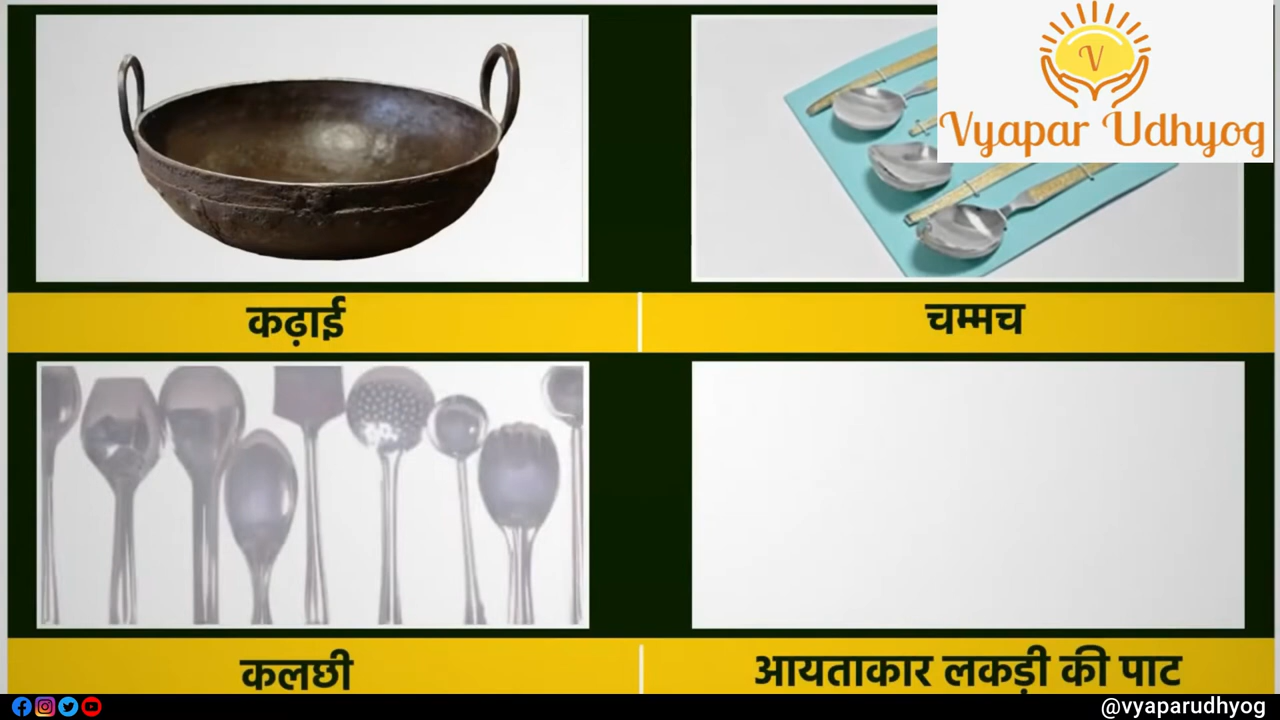 V
Vyapar Udhyog
कढ़ाई
चम्मच
कलछी
आयताकार लकड़ी की पाट
@vyaparudhyog